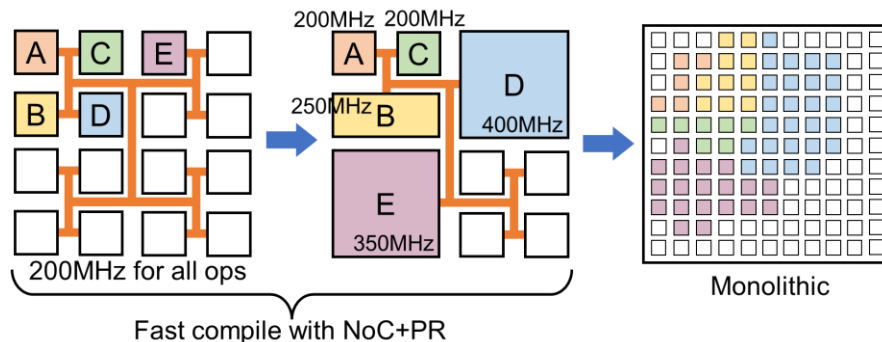 200MHz 200MHz
A C E A C
D
B D 250MHz B 400MHz
E
350MHz
200MHz for all ops
Monolithic
Fast compile with NoC+PR